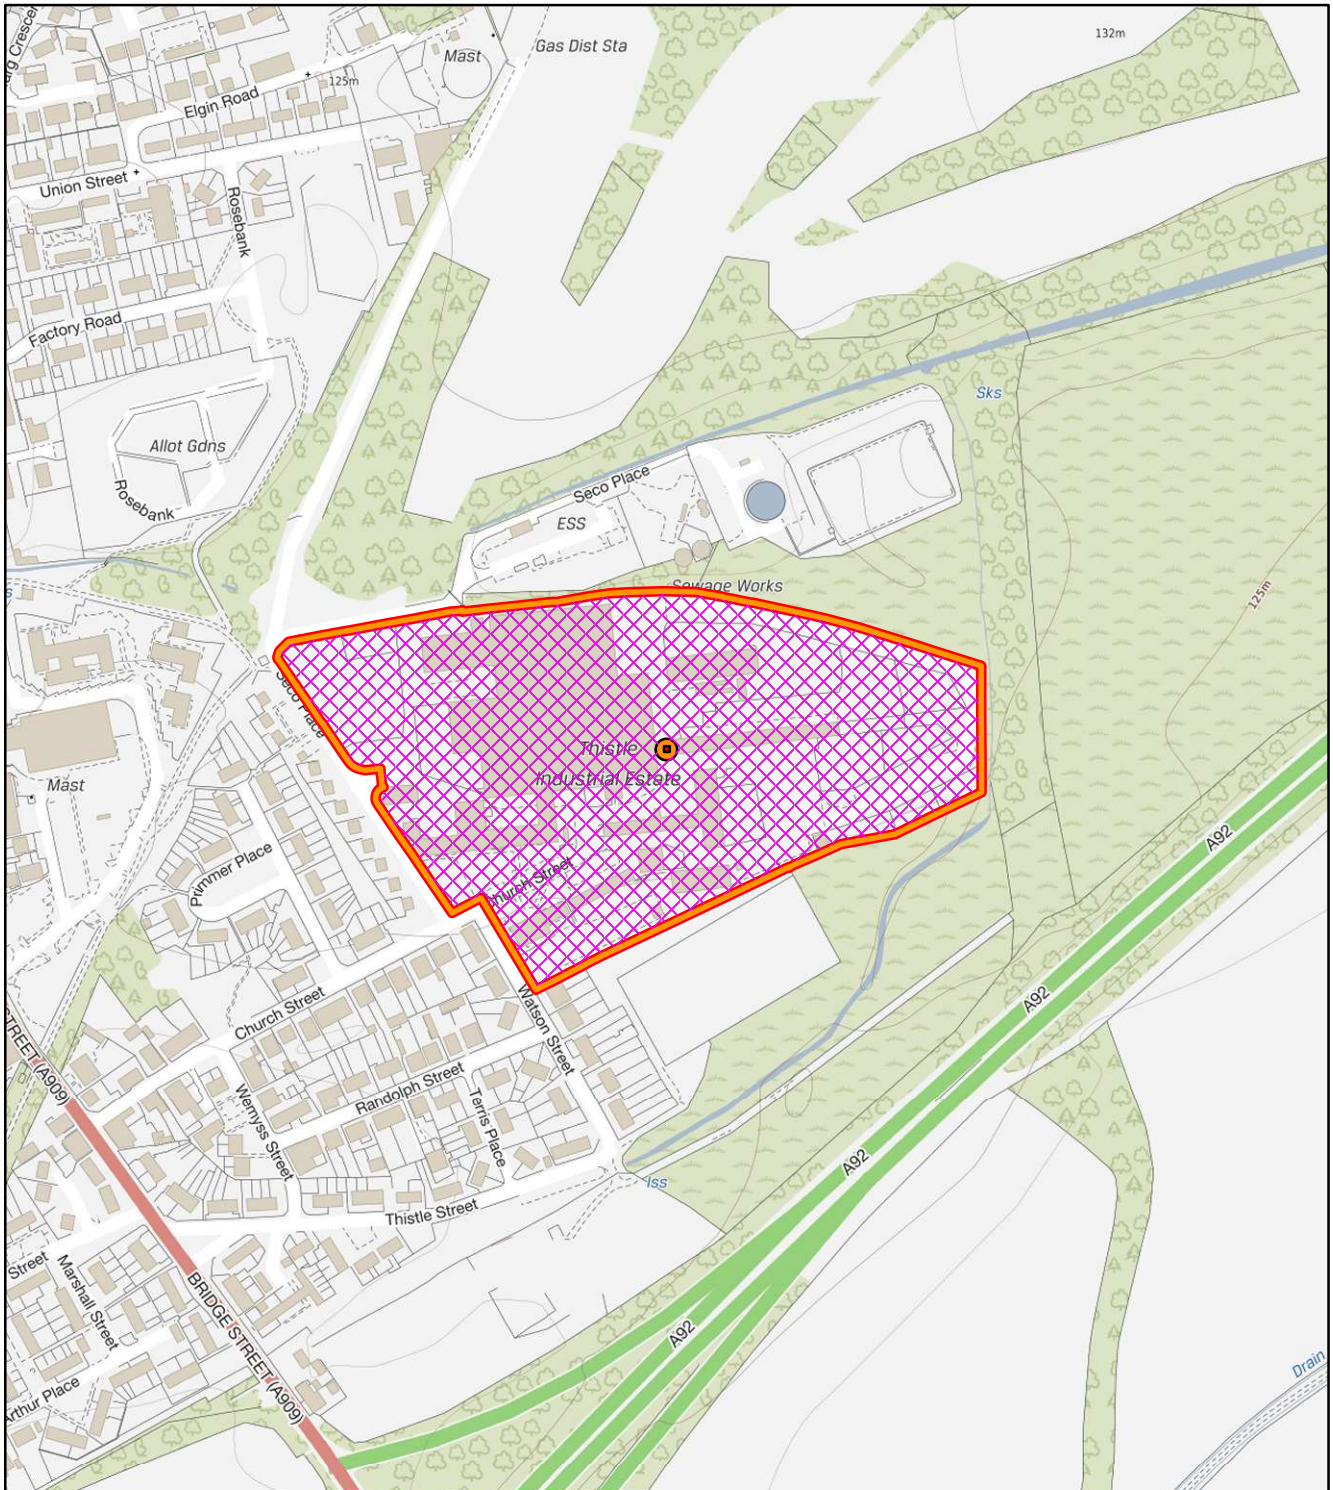 Gas Dist Sta
132m
Mast
125m
Elgin Road
Union Street
Rosebank
Factory Road
Sks
Allot Gdns
Rosebank
Seco Place
ESS
Sewage Works
125m
Seco Place
Thistle
Industrial Estate
Mast
A92
Primmer Place
Church Street
A92
Church Street
Watson Street
STREET (A909)
Randolph Street
Wemyss Street
Terris Place
A92
Iss
Thistle Street
Street
Marshall Street
BRIDGE STREET (A909)
A92
Drain
Arthur Place